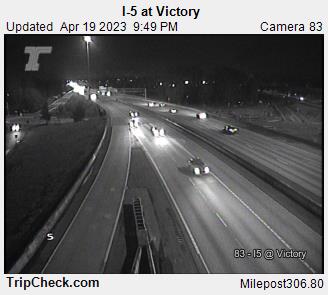 I-5 at Victory
Updated Apr 19 2023 9:49 PM Camera 83
T
S
83 - I5 @ Victory
TripCheck.com Milepost306.80